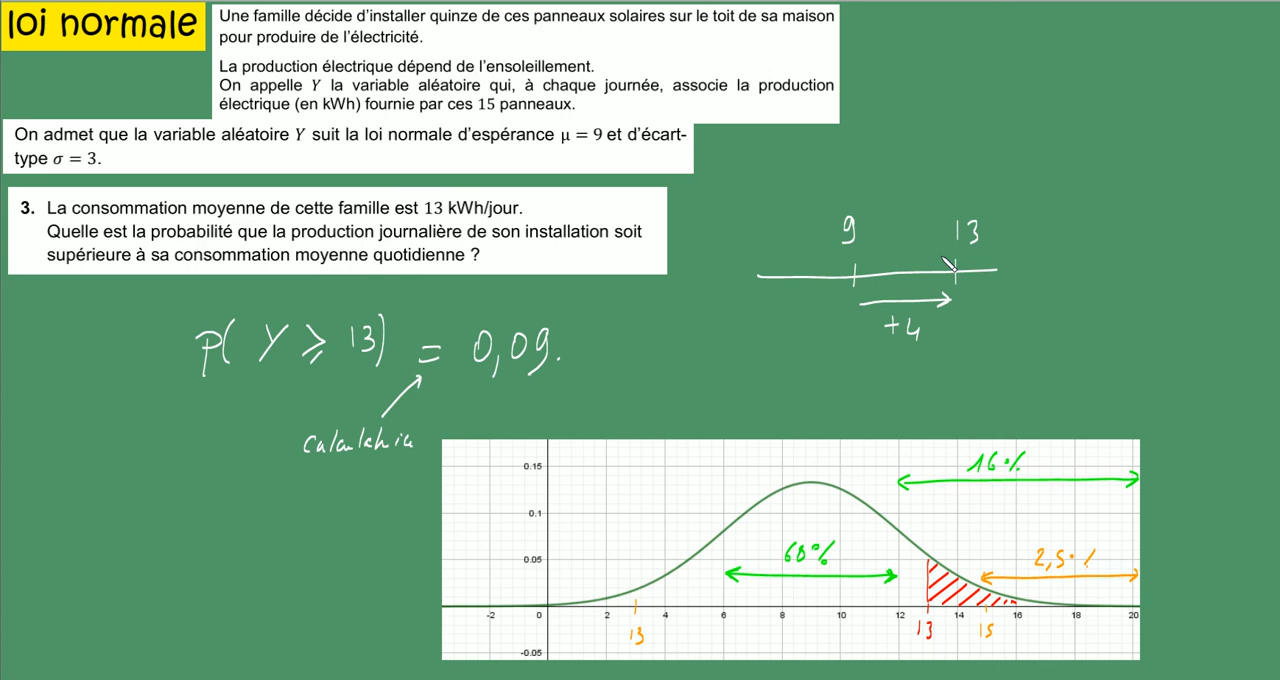 loi normale
Une famille décide d'installer quinze de ces panneaux solaires sur le toit de sa maison
pour produire de l'électricité.
La production électrique dépend de l'ensoleillement.
On appelle Y la variable aléatoire qui, à chaque journée, associe la production
électrique (en kWh) fournie par ces 15 panneaux.
On admet que la variable aléatoire Y suit la loi normale d'espérance μ = 9 et d'écart-
type σ = 3.
3. La consommation moyenne de cette famille est 13 kWh/jour.
Quelle est la probabilité que la production journalière de son installation soit
supérieure à sa consommation moyenne quotidienne ?
9 13
+4
P( Y ⩾ 13) = 0,09.
16%
0.15
0.1
68%
2,5%
0.05
-2 0 2 4 6 8 10 12 14 16 18 20
13 13 15
-0.05